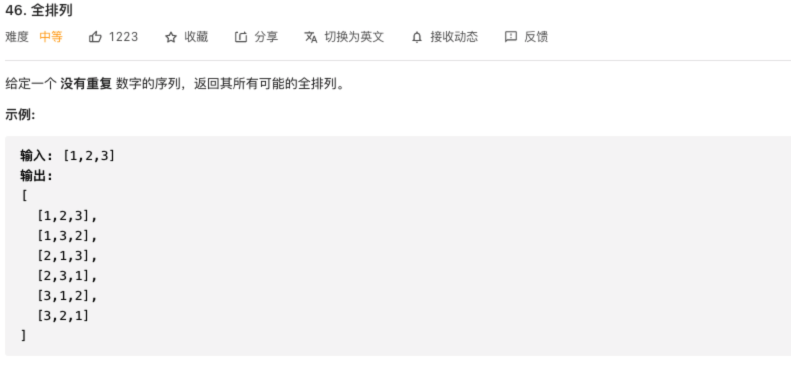 46. 全排列
难度 中等 1223 收藏 分享 切换为英文 接收动态 反馈
给定一个 没有重复 数字的序列，返回其所有可能的全排列。
示例:
输入: [1,2,3]
输出:
[
[1,2,3],
[1,3,2],
[2,1,3],
[2,3,1],
[3,1,2],
[3,2,1]
]